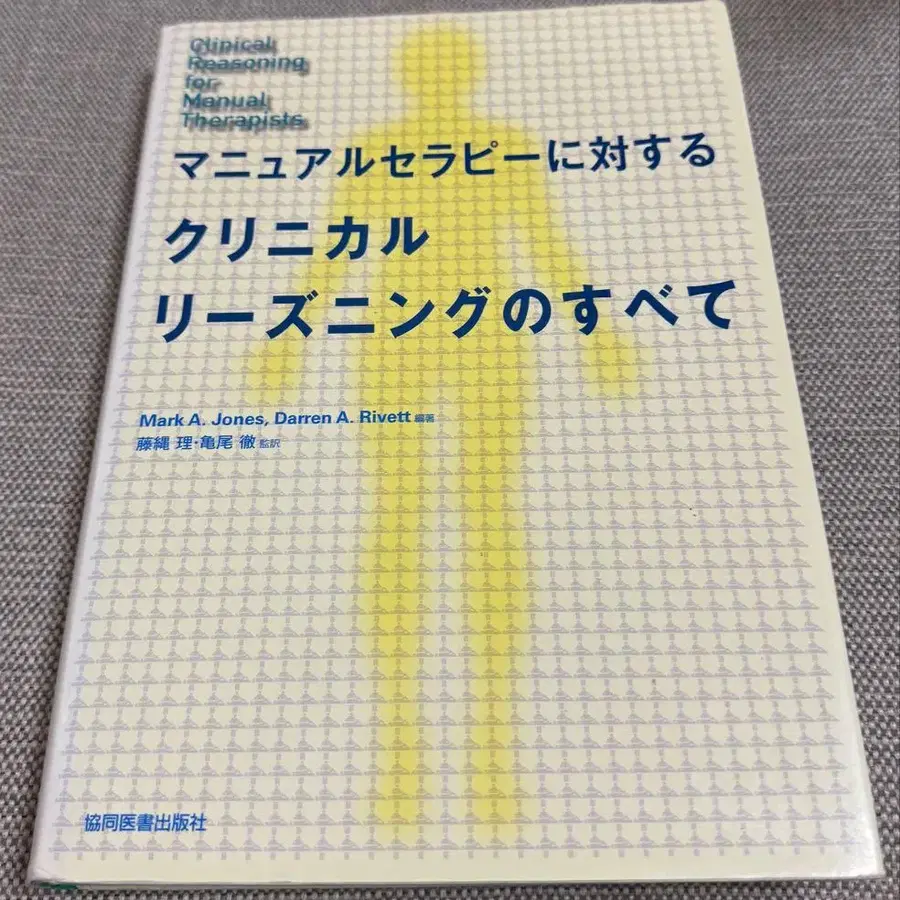 Clinical
Reasoning
for
Manual
Therapists
マニュアルセラピーに対する
クリニカル
リーズニングのすべて
Mark A. Jones, Darren A. Rivett 編著
藤縄 理・亀尾 徹 監訳
協同医書出版社